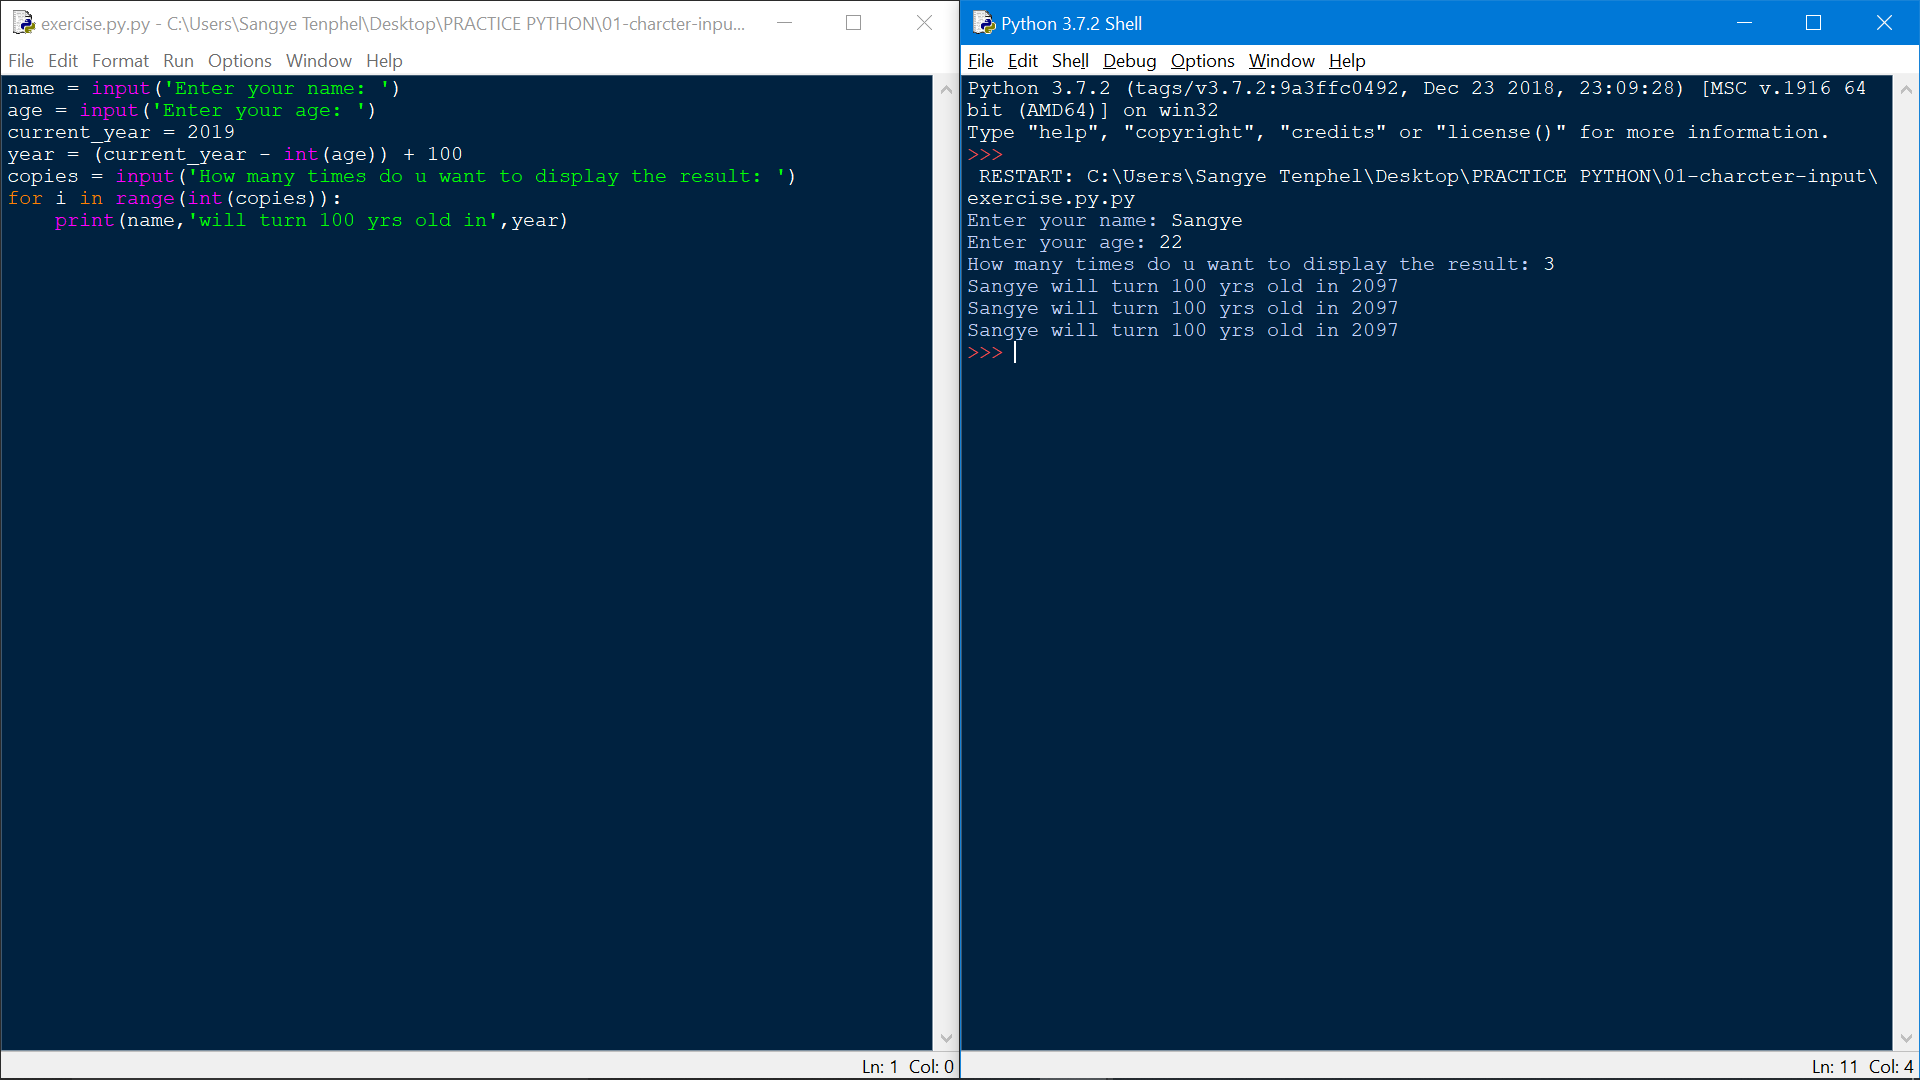 exercise.py.py - C:\Users\Sangye Tenphel\Desktop\PRACTICE PYTHON\01-charcter-inpu...
File Edit Format Run Options Window Help
name = input('Enter your name: ')
age = input('Enter your age: ')
current_year = 2019
year = (current_year - int(age)) + 100
copies = input('How many times do u want to display the result: ')
for i in range(int(copies)):
    print(name,'will turn 100 yrs old in',year)
Ln: 1 Col: 0
Python 3.7.2 Shell
File Edit Shell Debug Options Window Help
Python 3.7.2 (tags/v3.7.2:9a3ffc0492, Dec 23 2018, 23:09:28) [MSC v.1916 64
bit (AMD64)] on win32
Type "help", "copyright", "credits" or "license()" for more information.
>>>
 RESTART: C:\Users\Sangye Tenphel\Desktop\PRACTICE PYTHON\01-charcter-input\
exercise.py.py
Enter your name: Sangye
Enter your age: 22
How many times do u want to display the result: 3
Sangye will turn 100 yrs old in 2097
Sangye will turn 100 yrs old in 2097
Sangye will turn 100 yrs old in 2097
>>>
Ln: 11 Col: 4